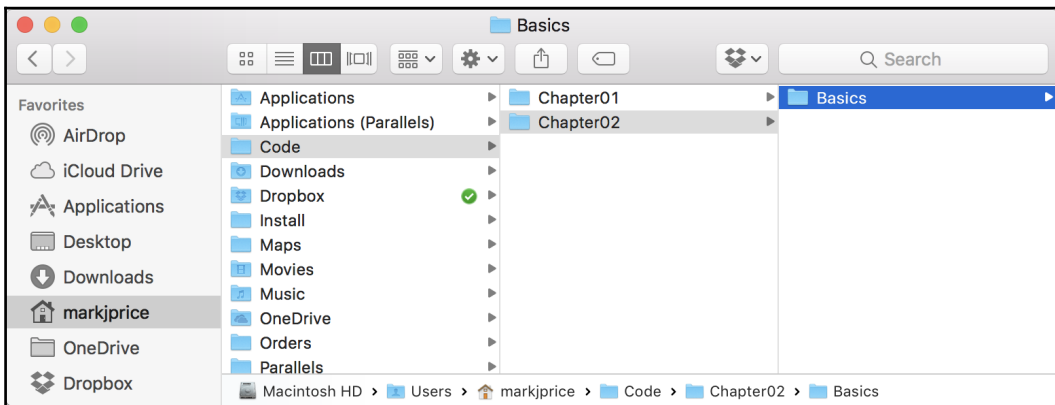 Basics
Search
Favorites
AirDrop
iCloud Drive
Applications
Desktop
Downloads
markjprice
OneDrive
Dropbox
Applications
Applications (Parallels)
Code
Downloads
Dropbox
Install
Maps
Movies
Music
OneDrive
Orders
Parallels
Chapter01
Chapter02
Basics
Macintosh HD › Users › markjprice › Code › Chapter02 › Basics